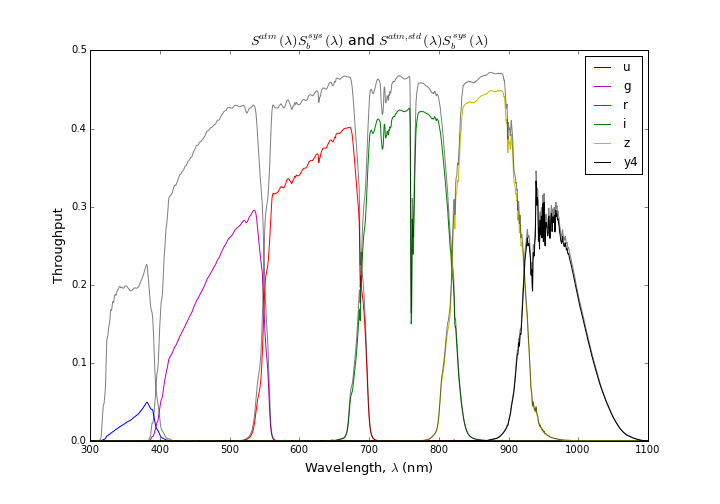 S^{atm}(λ)S_b^{sys}(λ) and S^{atm,std}(λ)S_b^{sys}(λ)
0.5
0.4
0.3
0.2
0.1
0.0
Throughput
u
g
r
i
z
y4
300 400 500 600 700 800 900 1000 1100
Wavelength, λ (nm)